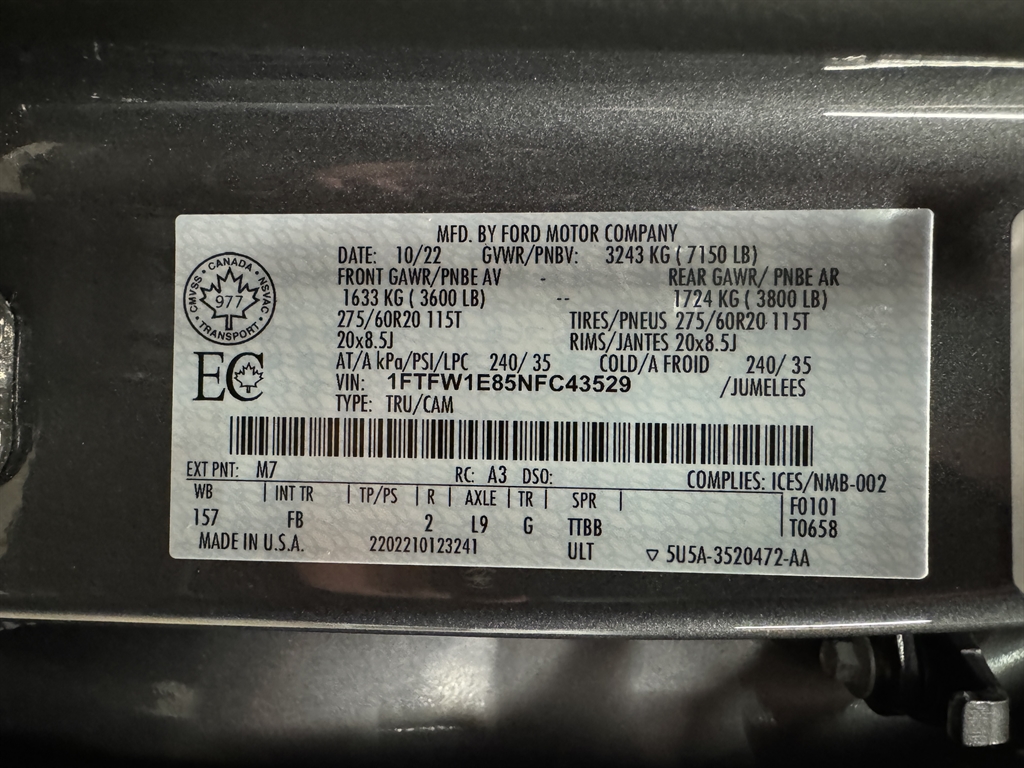 MFD. BY FORD MOTOR COMPANY
DATE: 10/22 GVWR/PNBV: 3243 KG ( 7150 LB)
FRONT GAWR/PNBE AV - REAR GAWR/ PNBE AR
1633 KG ( 3600 LB) -- 1724 KG ( 3800 LB)
275/60R20 115T TIRES/PNEUS 275/60R20 115T
20x8.5J RIMS/JANTES 20x8.5J
AT/A kPa/PSI/LPC 240/ 35 COLD/A FROID 240/ 35
VIN: 1FTFW1E85NFC43529 /JUMELEES
TYPE: TRU/CAM
CANADA
CMVSS NSVAC
977
TRANSPORT
EC
EXT PNT: M7 RC: A3 DSO: COMPLIES: ICES/NMB-002
WB | INT TR | TP/PS | R | AXLE | TR | SPR | F0101
157 FB 2 L9 G TTBB T0658
MADE IN U.S.A. 2202210123241 ULT ▽ 5U5A-3520472-AA